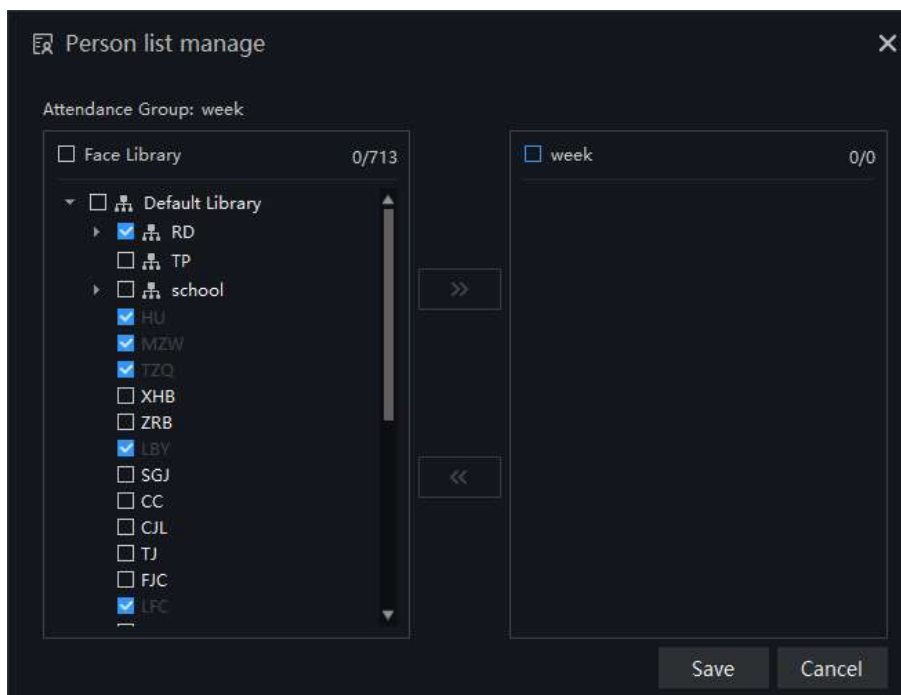 Person list manage
Attendance Group: week
Face Library 0/713
Default Library
RD
TP
school
HU
MZW
TZQ
XHB
ZRB
LBY
SGJ
CC
CJL
TJ
FJC
LFC
week 0/0
Save Cancel